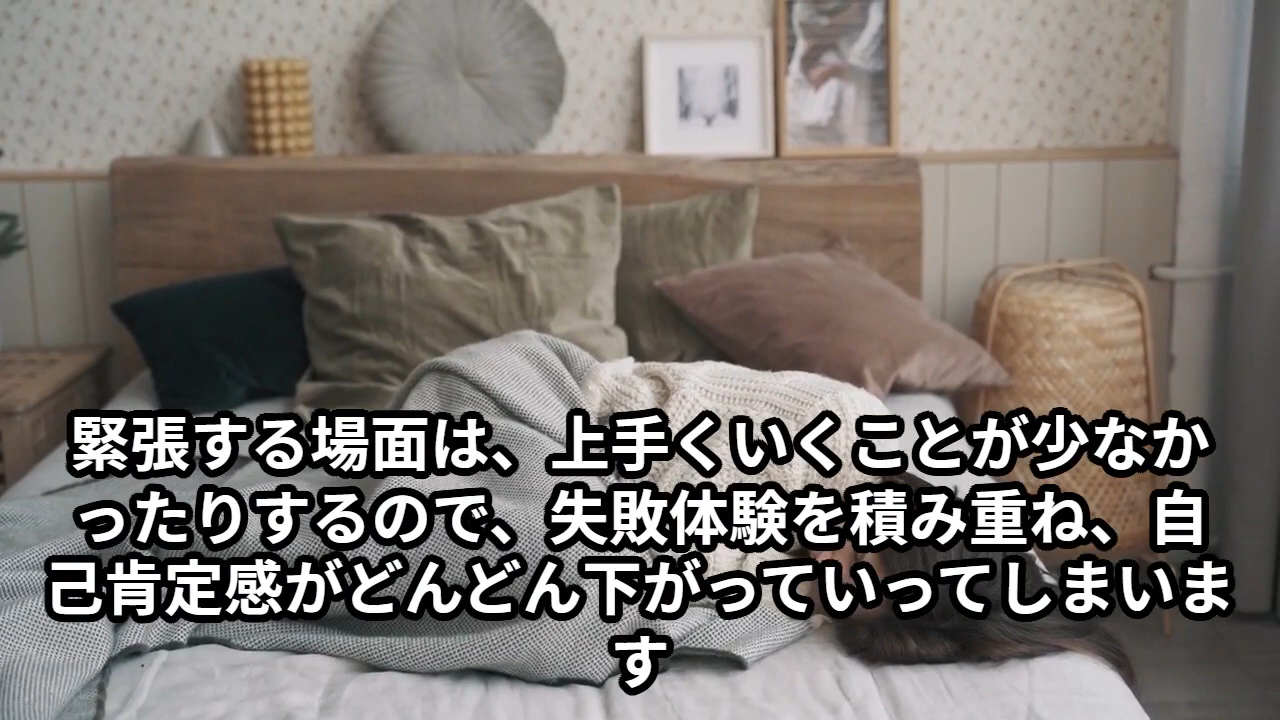 緊張する場面は、上手くいくことが少なか
ったりするので、失敗体験を積み重ね、自
己肯定感がどんどん下がっていってしまいま
す